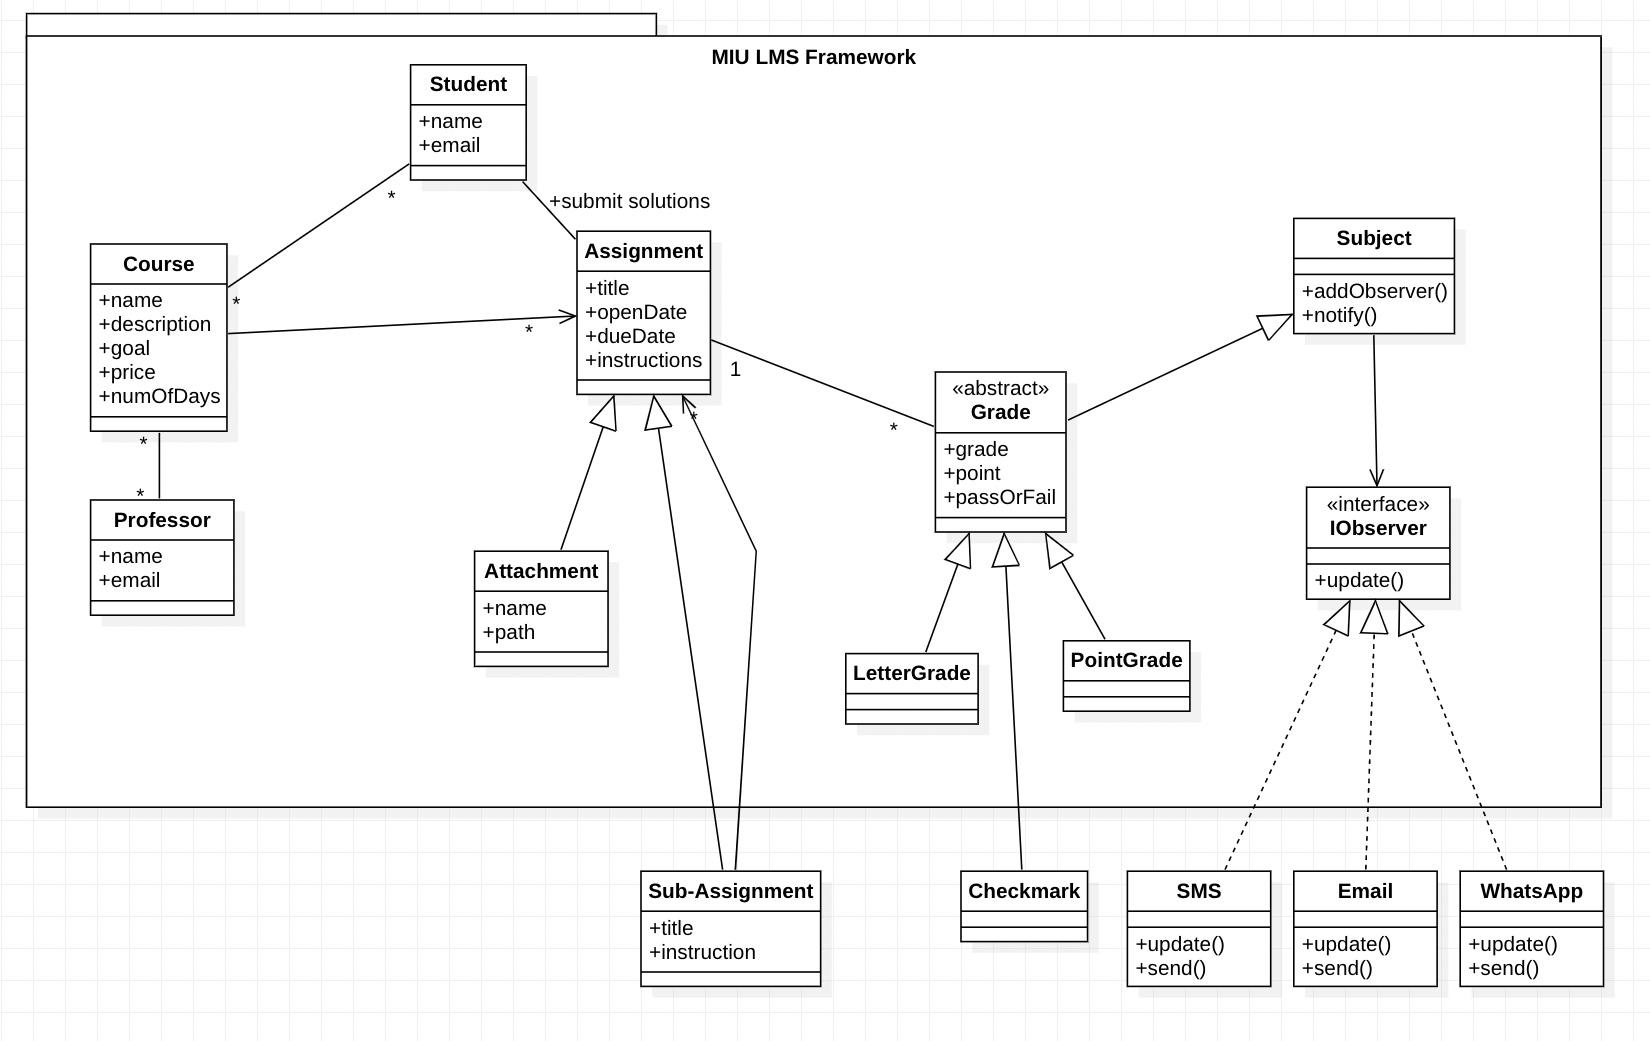 MIU LMS Framework
Student
+name
+email
*
+submit solutions
Course
+name
+description
+goal
+price
+numOfDays
*
*
*
Assignment
+title
+openDate
+dueDate
+instructions
1
*
*
Subject
+addObserver()
+notify()
«abstract»
Grade
+grade
+point
+passOrFail
*
Professor
+name
+email
«interface»
IObserver
+update()
Attachment
+name
+path
LetterGrade
PointGrade
Sub-Assignment
+title
+instruction
Checkmark
SMS
+update()
+send()
Email
+update()
+send()
WhatsApp
+update()
+send()